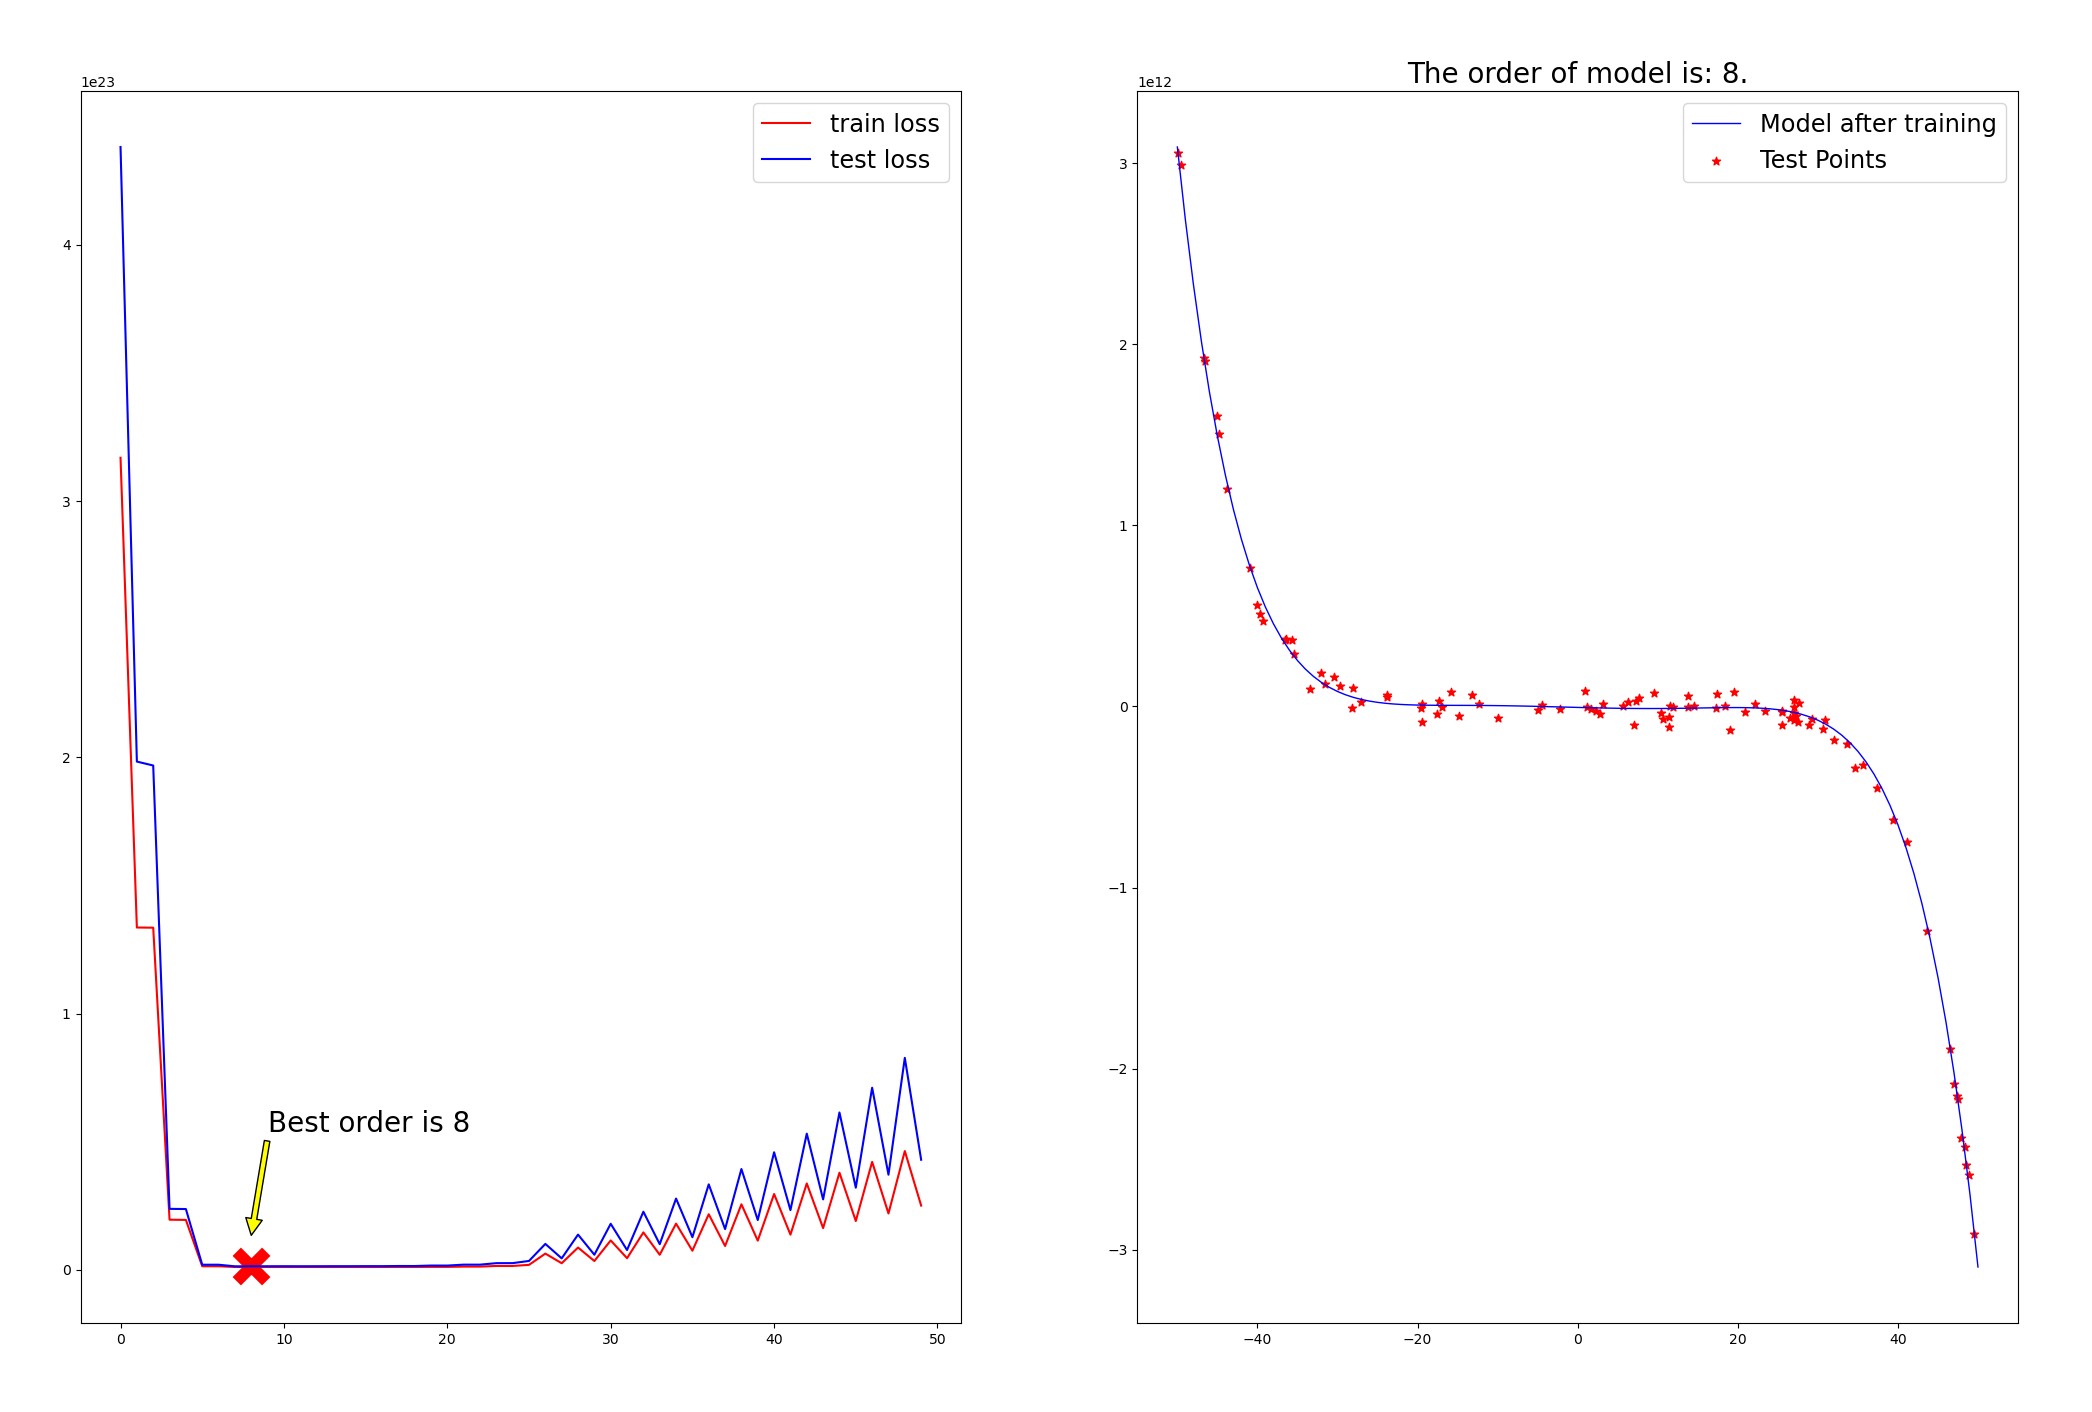 1e23
train loss
test loss
4
3
2
1
0
Best order is 8
0
10
20
30
40
50
The order of model is: 8.
1e12
Model after training
Test Points
3
2
1
0
−1
−2
−3
−40
−20
0
20
40